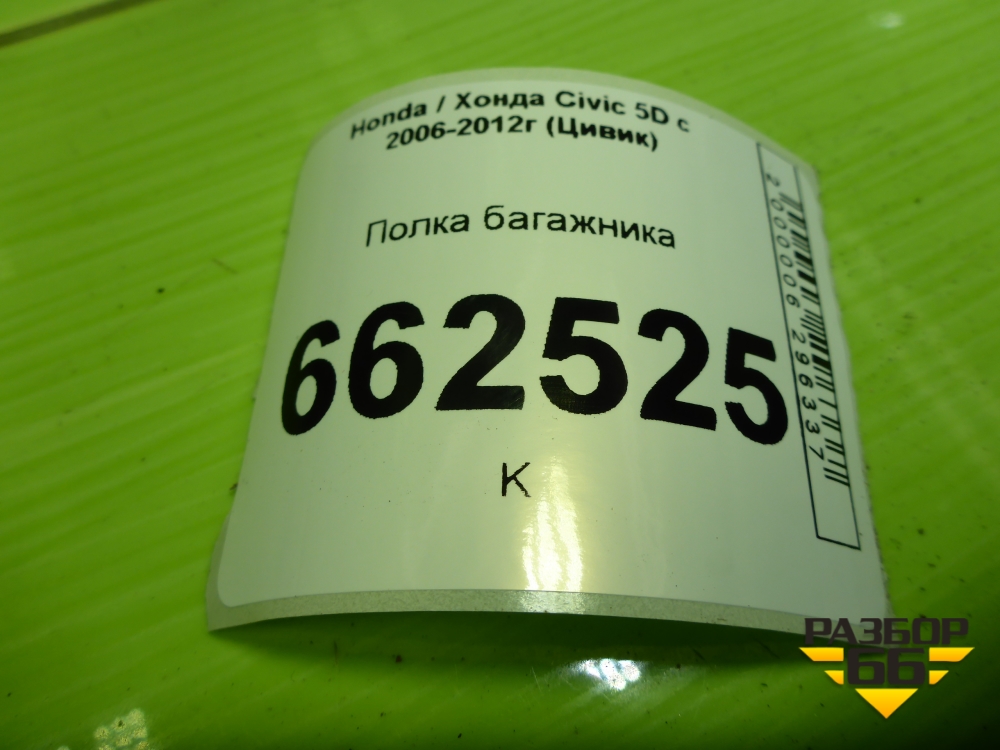 Honda / Хонда Civic 5D с
2006-2012г (Цивик)
Полка багажника
662525
К
2000006296337
РАЗБОР
66